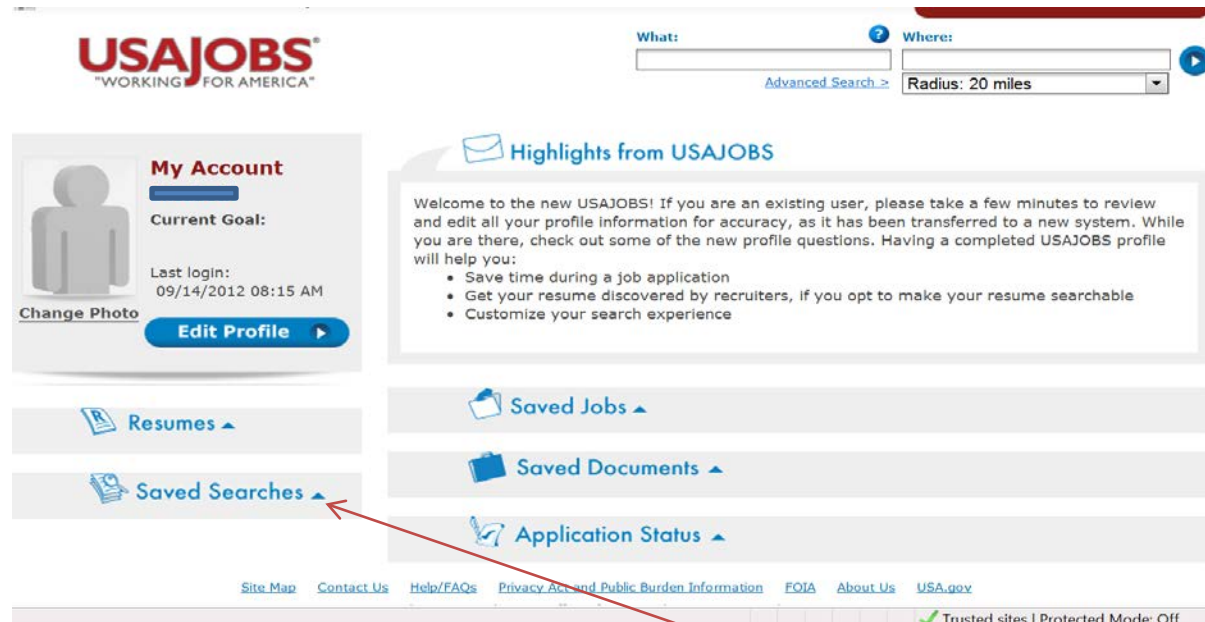 USAJOBS®
"WORKING FOR AMERICA"
What:
?
Where:
Advanced Search >
Radius: 20 miles
My Account
Current Goal:
Last login:
09/14/2012 08:15 AM
Change Photo
Edit Profile
Resumes
Saved Searches
Highlights from USAJOBS
Welcome to the new USAJOBS! If you are an existing user, please take a few minutes to review
and edit all your profile information for accuracy, as it has been transferred to a new system. While
you are there, check out some of the new profile questions. Having a completed USAJOBS profile
will help you:
• Save time during a job application
• Get your resume discovered by recruiters, if you opt to make your resume searchable
• Customize your search experience
Saved Jobs
Saved Documents
Application Status
Site Map Contact Us Help/FAQs Privacy Act and Public Burden Information FOIA About Us USA.gov
Trusted sites | Protected Mode: Off